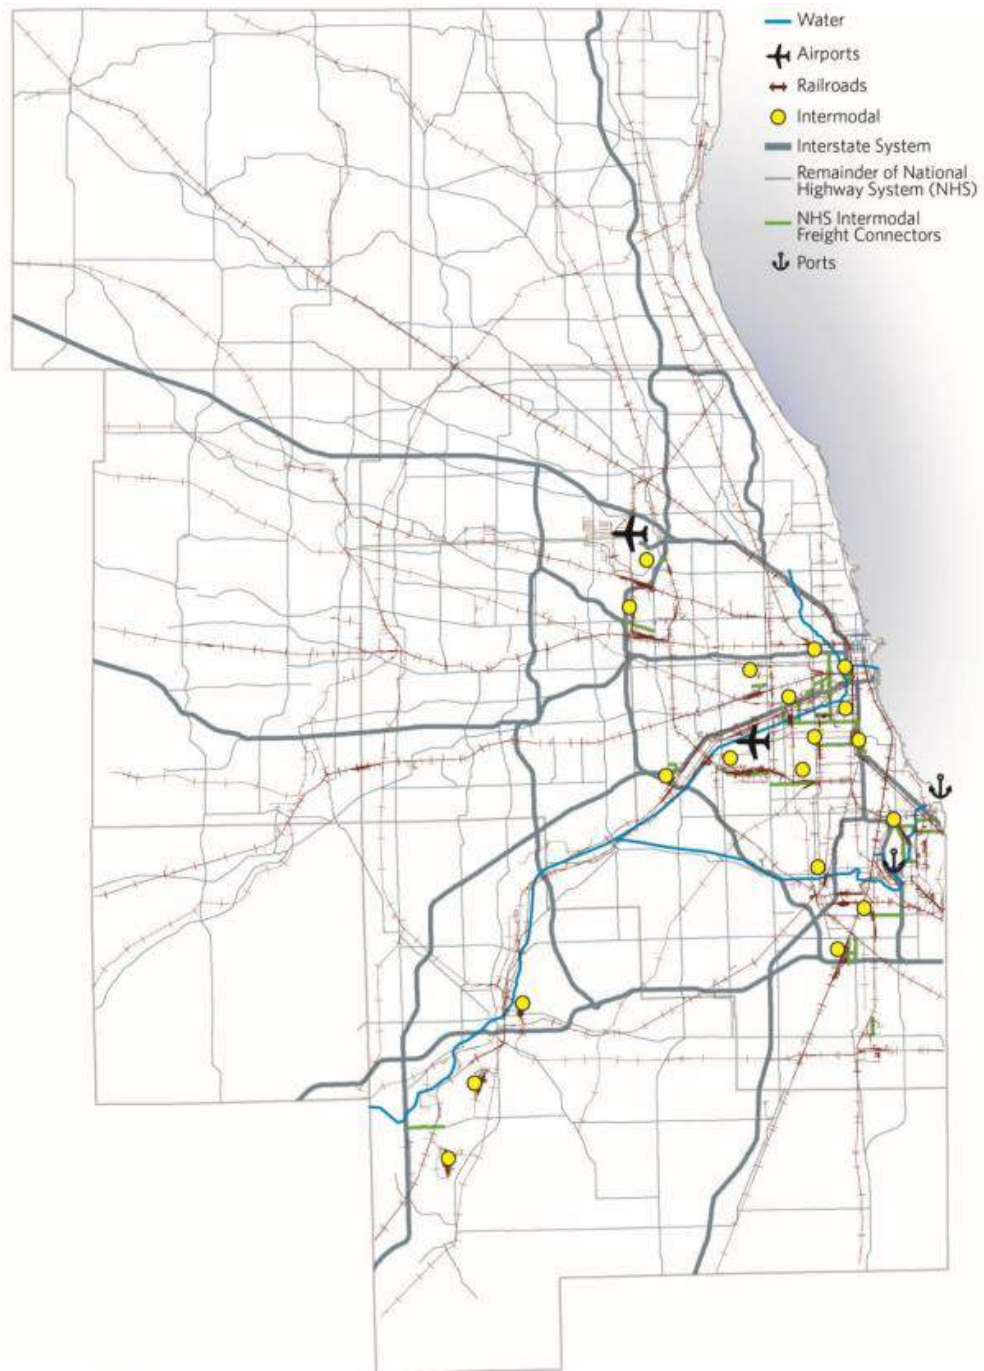 Water
Airports
Railroads
Intermodal
Interstate System
Remainder of National
Highway System (NHS)
NHS Intermodal
Freight Connectors
Ports